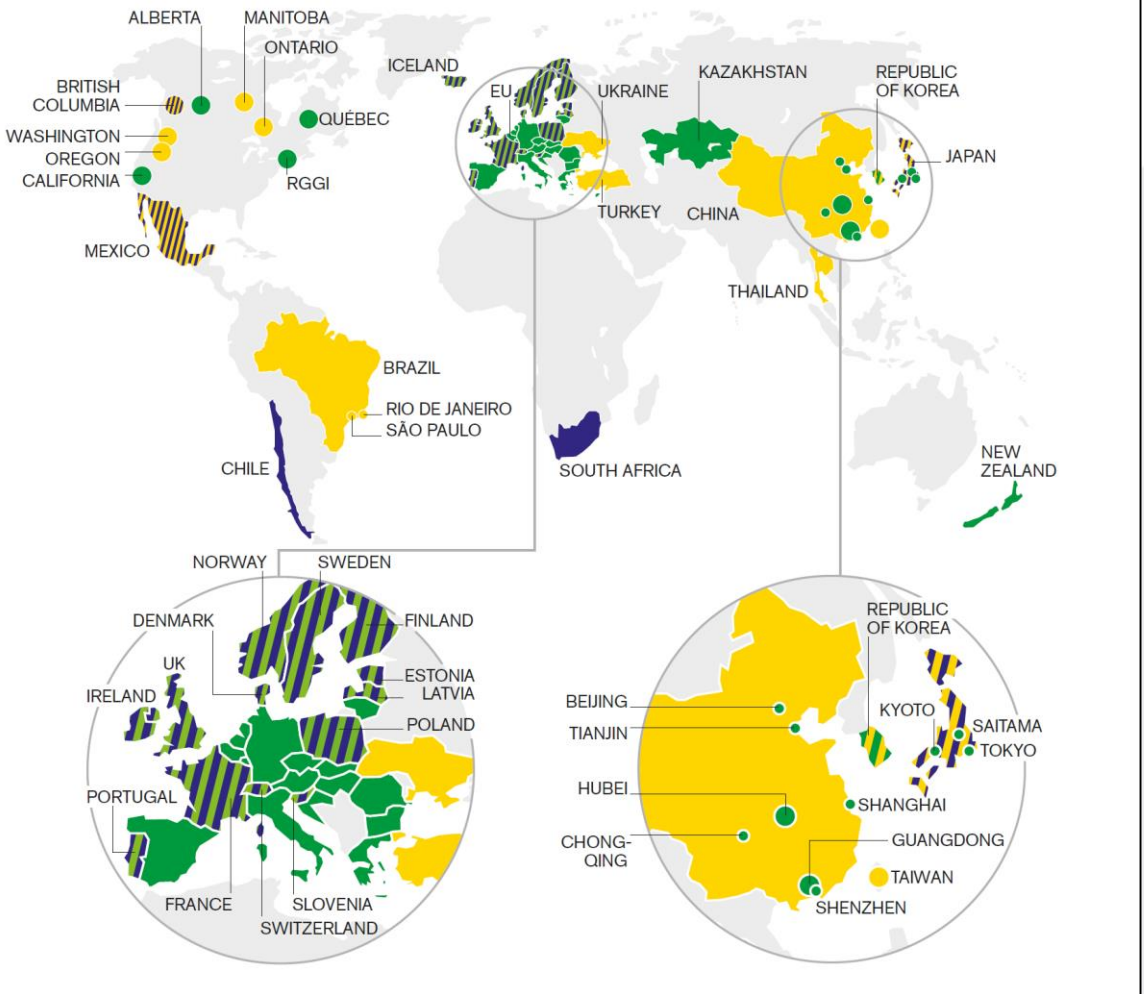 ALBERTA
MANITOBA
ONTARIO
BRITISH
COLUMBIA
QUÉBEC
WASHINGTON
OREGON
CALIFORNIA
RGGI
MEXICO
ICELAND
EU
UKRAINE
KAZAKHSTAN
REPUBLIC
OF KOREA
JAPAN
TURKEY
CHINA
THAILAND
BRAZIL
RIO DE JANEIRO
SÃO PAULO
CHILE
SOUTH AFRICA
NEW
ZEALAND
NORWAY
SWEDEN
DENMARK
FINLAND
UK
ESTONIA
LATVIA
IRELAND
POLAND
PORTUGAL
FRANCE
SLOVENIA
SWITZERLAND
REPUBLIC
OF KOREA
BEIJING
KYOTO
SAITAMA
TIANJIN
TOKYO
HUBEI
SHANGHAI
CHONG-
QING
GUANGDONG
TAIWAN
SHENZHEN